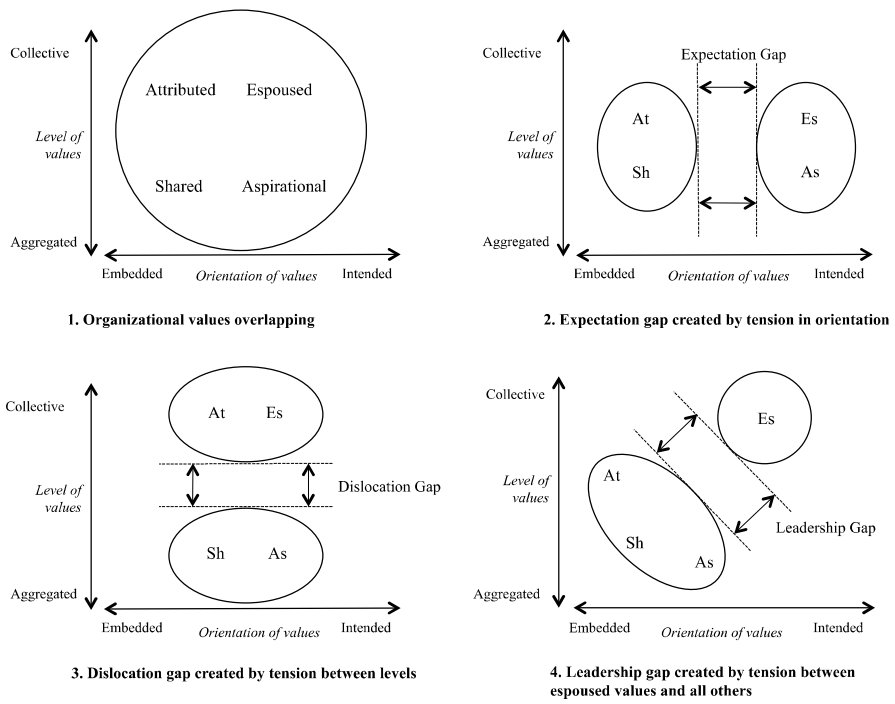 Collective
Attributed Espoused
Level of
values
Shared Aspirational
Aggregated
Embedded Orientation of values Intended
1. Organizational values overlapping
Collective
Expectation Gap
At Es
Level of
values
Sh As
Aggregated
Embedded Orientation of values Intended
2. Expectation gap created by tension in orientation
Collective
At Es
Level of
values
Dislocation Gap
Sh As
Aggregated
Embedded Orientation of values Intended
3. Dislocation gap created by tension between levels
Collective
Es
At
Level of
values
Leadership Gap
Sh
As
Aggregated
Embedded Orientation of values Intended
4. Leadership gap created by tension between
espoused values and all others